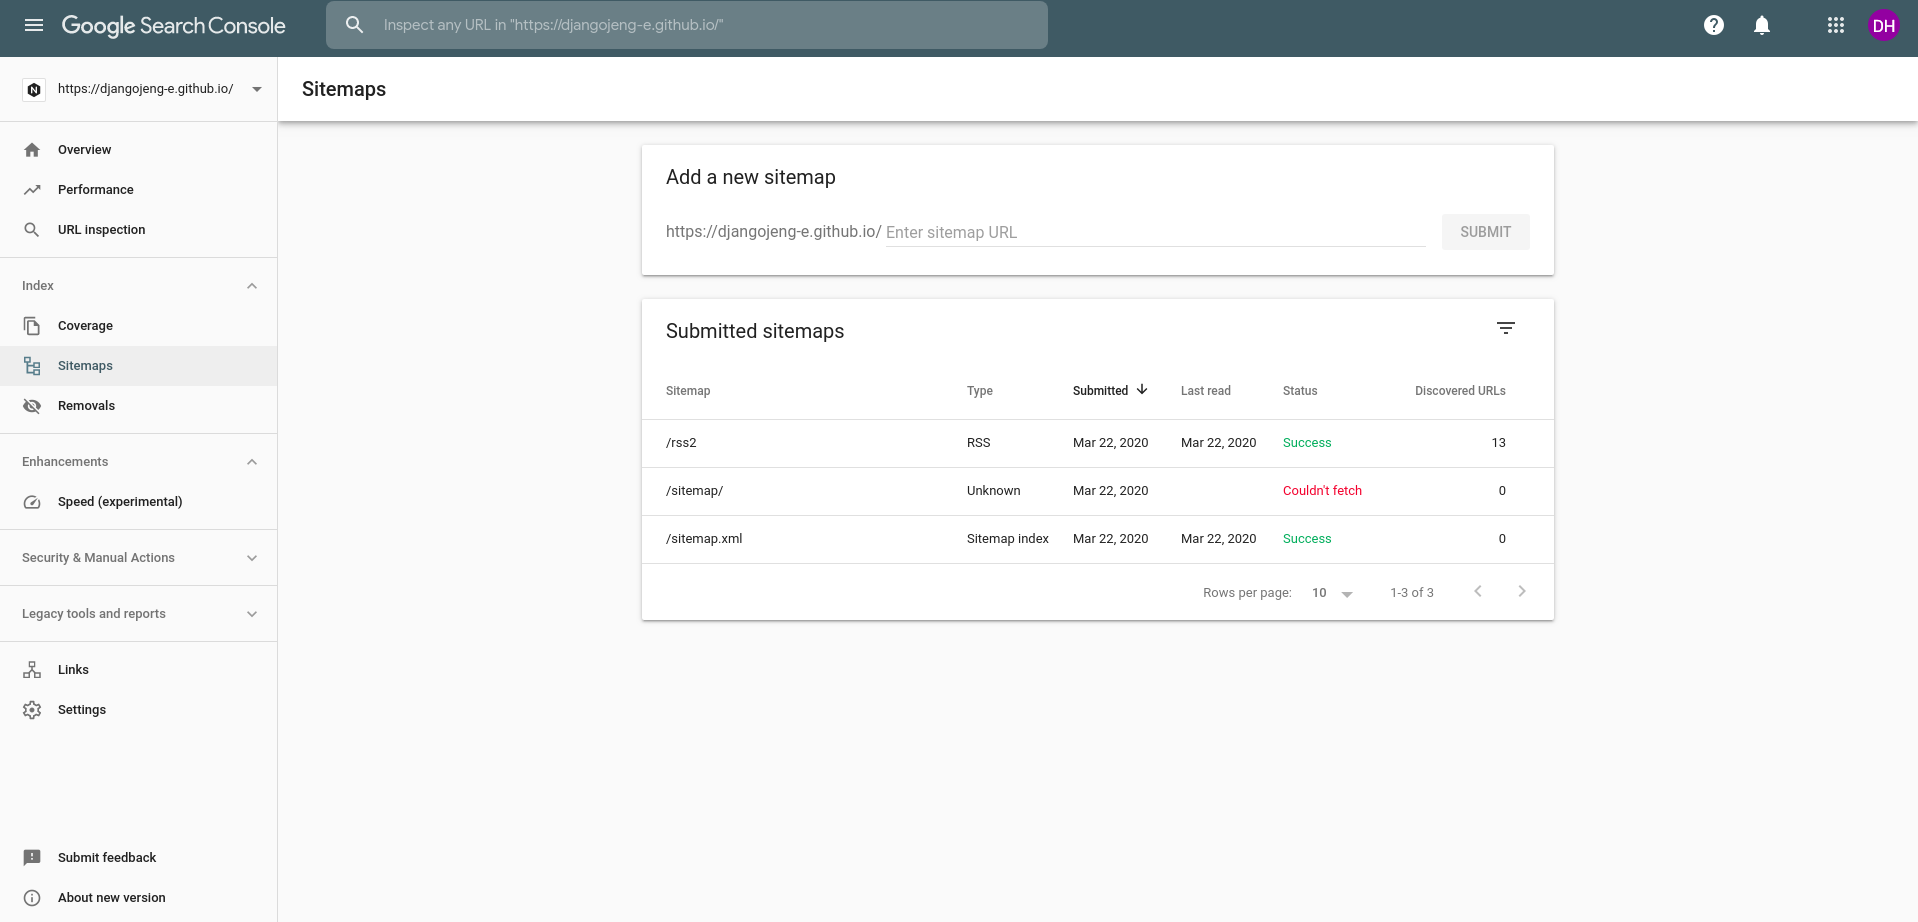 Google Search Console
Inspect any URL in "https://djangojeng-e.github.io/"
DH
N
https://djangojeng-e.github.io/
Sitemaps
Overview
Performance
URL inspection
Index
Coverage
Sitemaps
Removals
Enhancements
Speed (experimental)
Security & Manual Actions
Legacy tools and reports
Links
Settings
Submit feedback
About new version
Add a new sitemap
https://djangojeng-e.github.io/ Enter sitemap URL SUBMIT
Submitted sitemaps
Sitemap Type Submitted Last read Status Discovered URLs
/rss2 RSS Mar 22, 2020 Mar 22, 2020 Success 13
/sitemap/ Unknown Mar 22, 2020 Couldn't fetch 0
/sitemap.xml Sitemap index Mar 22, 2020 Mar 22, 2020 Success 0
Rows per page: 10 1-3 of 3